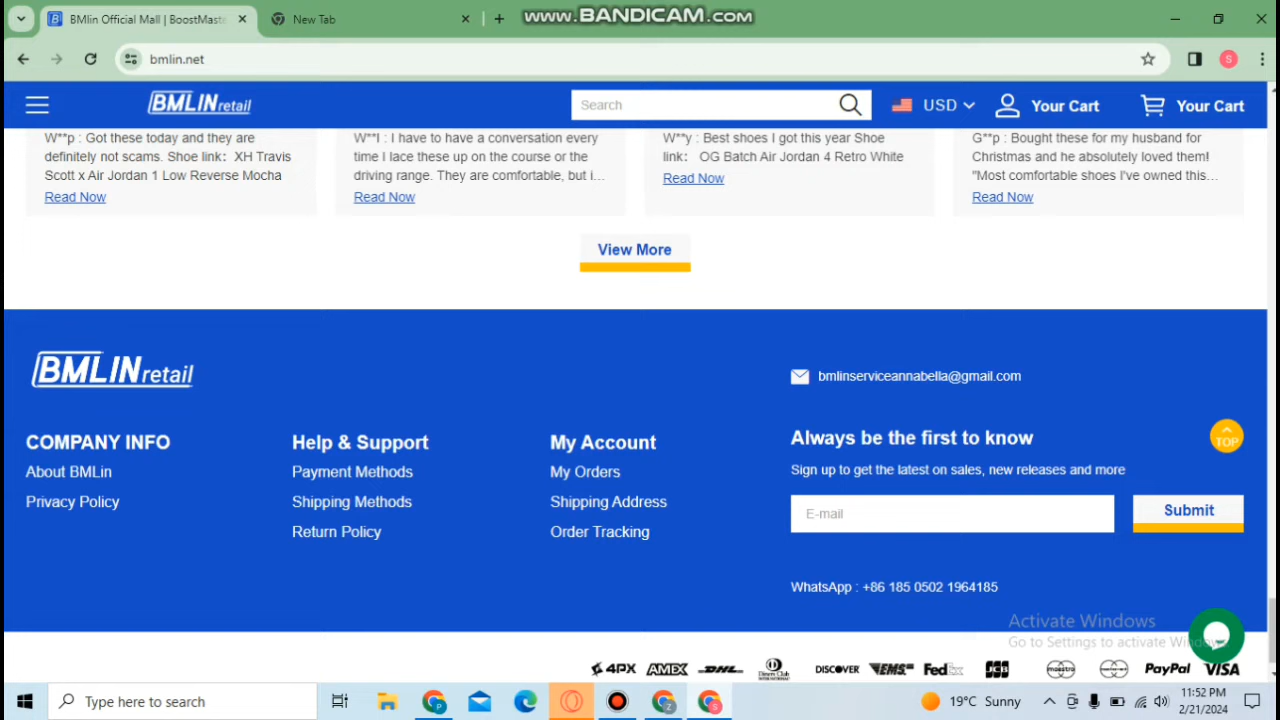 BMlin Official Mall | BoostMaste
New Tab
www.BANDICAM.com
bmlin.net
S
BMLIN retail
Search
USD
Your Cart
Your Cart
W**p : Got these today and they are
definitely not scams. Shoe link： XH Travis
Scott x Air Jordan 1 Low Reverse Mocha
Read Now
W**l : I have to have a conversation every
time I lace these up on the course or the
driving range. They are comfortable, but i…
Read Now
W**y : Best shoes I got this year Shoe
link： OG Batch Air Jordan 4 Retro White
Read Now
G**p : Bought these for my husband for
Christmas and he absolutely loved them!
"Most comfortable shoes I've owned this…
Read Now
View More
BMLIN retail
bmlinserviceannabella@gmail.com
COMPANY INFO
About BMLin
Privacy Policy
Help & Support
Payment Methods
Shipping Methods
Return Policy
My Account
My Orders
Shipping Address
Order Tracking
Always be the first to know
Sign up to get the latest on sales, new releases and more
E-mail
Submit
TOP
WhatsApp : +86 185 0502 1964185
Activate Windows
Go to Settings to activate Windows.
4PX AMEX DHL Diners Club DISCOVER EMS FedEx JCB maestro PayPal VISA
Type here to search
19°C Sunny
11:52 PM
2/21/2024